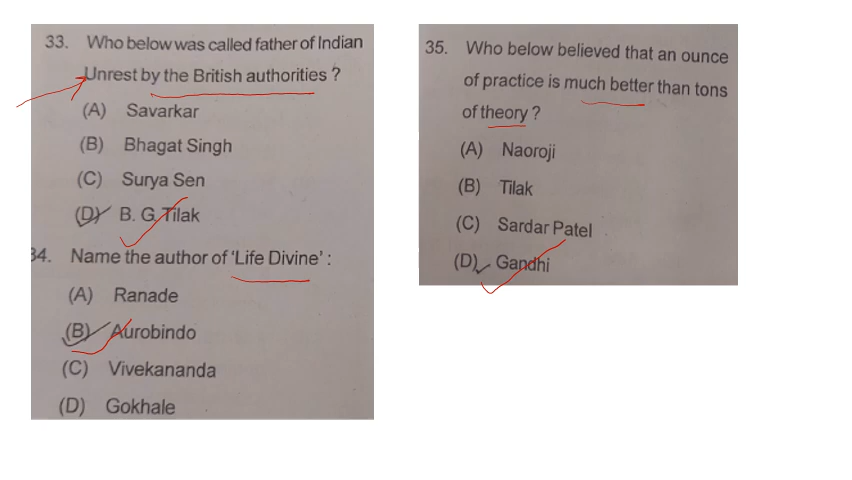 33. Who below was called father of Indian
Unrest by the British authorities ?
(A) Savarkar
(B) Bhagat Singh
(C) Surya Sen
(D) B. G. Tilak
34. Name the author of 'Life Divine' :
(A) Ranade
(B) Aurobindo
(C) Vivekananda
(D) Gokhale
35. Who below believed that an ounce
of practice is much better than tons
of theory ?
(A) Naoroji
(B) Tilak
(C) Sardar Patel
(D) Gandhi